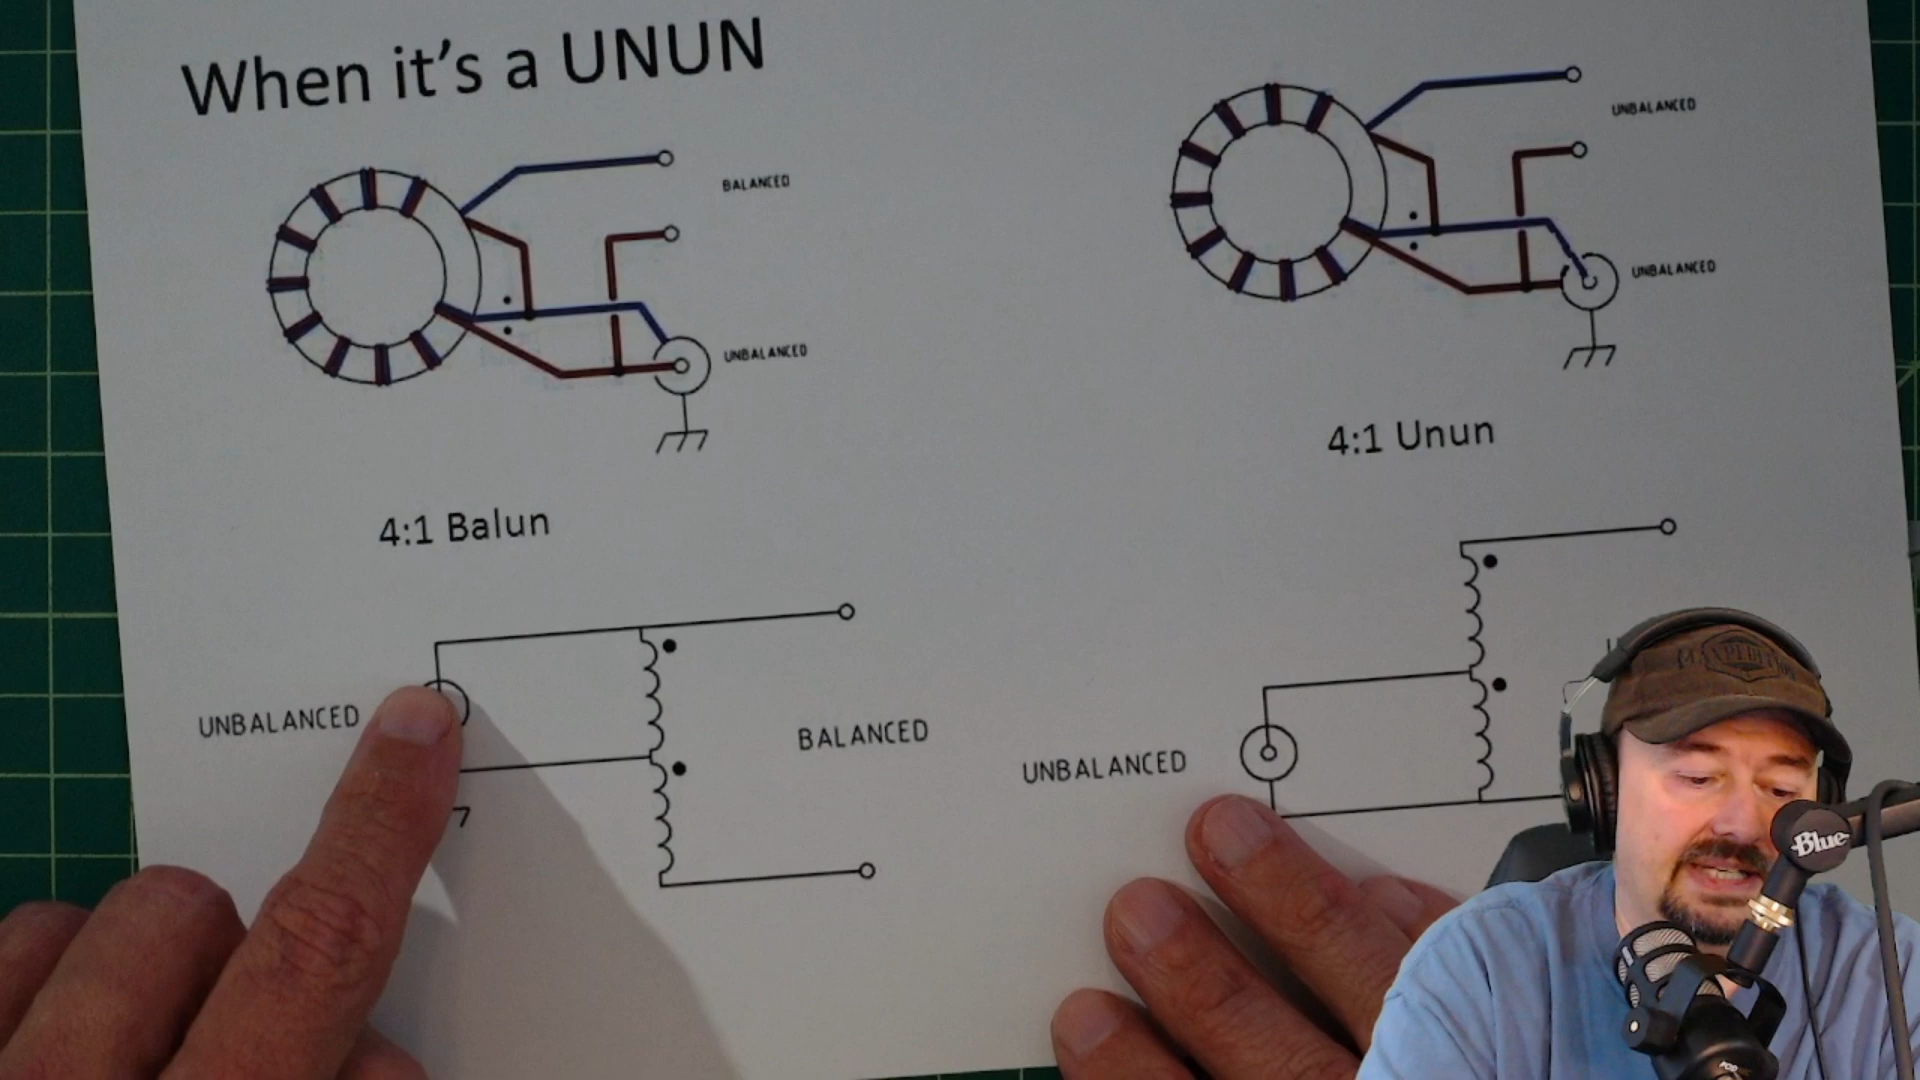 When it's a UNUN
BALANCED
UNBALANCED
4:1 Balun
UNBALANCED
BALANCED
UNBALANCED
UNBALANCED
4:1 Unun
UNBALANCED
Blue